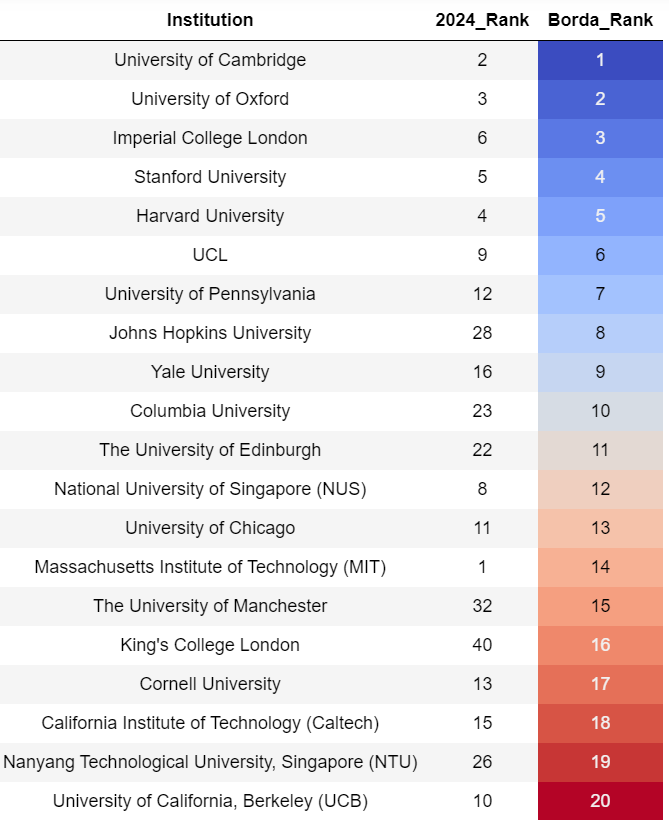 Institution 2024_Rank Borda_Rank
University of Cambridge 2 1
University of Oxford 3 2
Imperial College London 6 3
Stanford University 5 4
Harvard University 4 5
UCL 9 6
University of Pennsylvania 12 7
Johns Hopkins University 28 8
Yale University 16 9
Columbia University 23 10
The University of Edinburgh 22 11
National University of Singapore (NUS) 8 12
University of Chicago 11 13
Massachusetts Institute of Technology (MIT) 1 14
The University of Manchester 32 15
King's College London 40 16
Cornell University 13 17
California Institute of Technology (Caltech) 15 18
Nanyang Technological University, Singapore (NTU) 26 19
University of California, Berkeley (UCB) 10 20